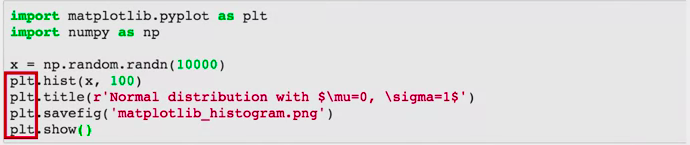 import matplotlib.pyplot as plt
import numpy as np
x = np.random.randn(10000)
plt.hist(x, 100)
plt.title(r'Normal distribution with $\mu=0, \sigma=1$')
plt.savefig('matplotlib_histogram.png')
plt.show()